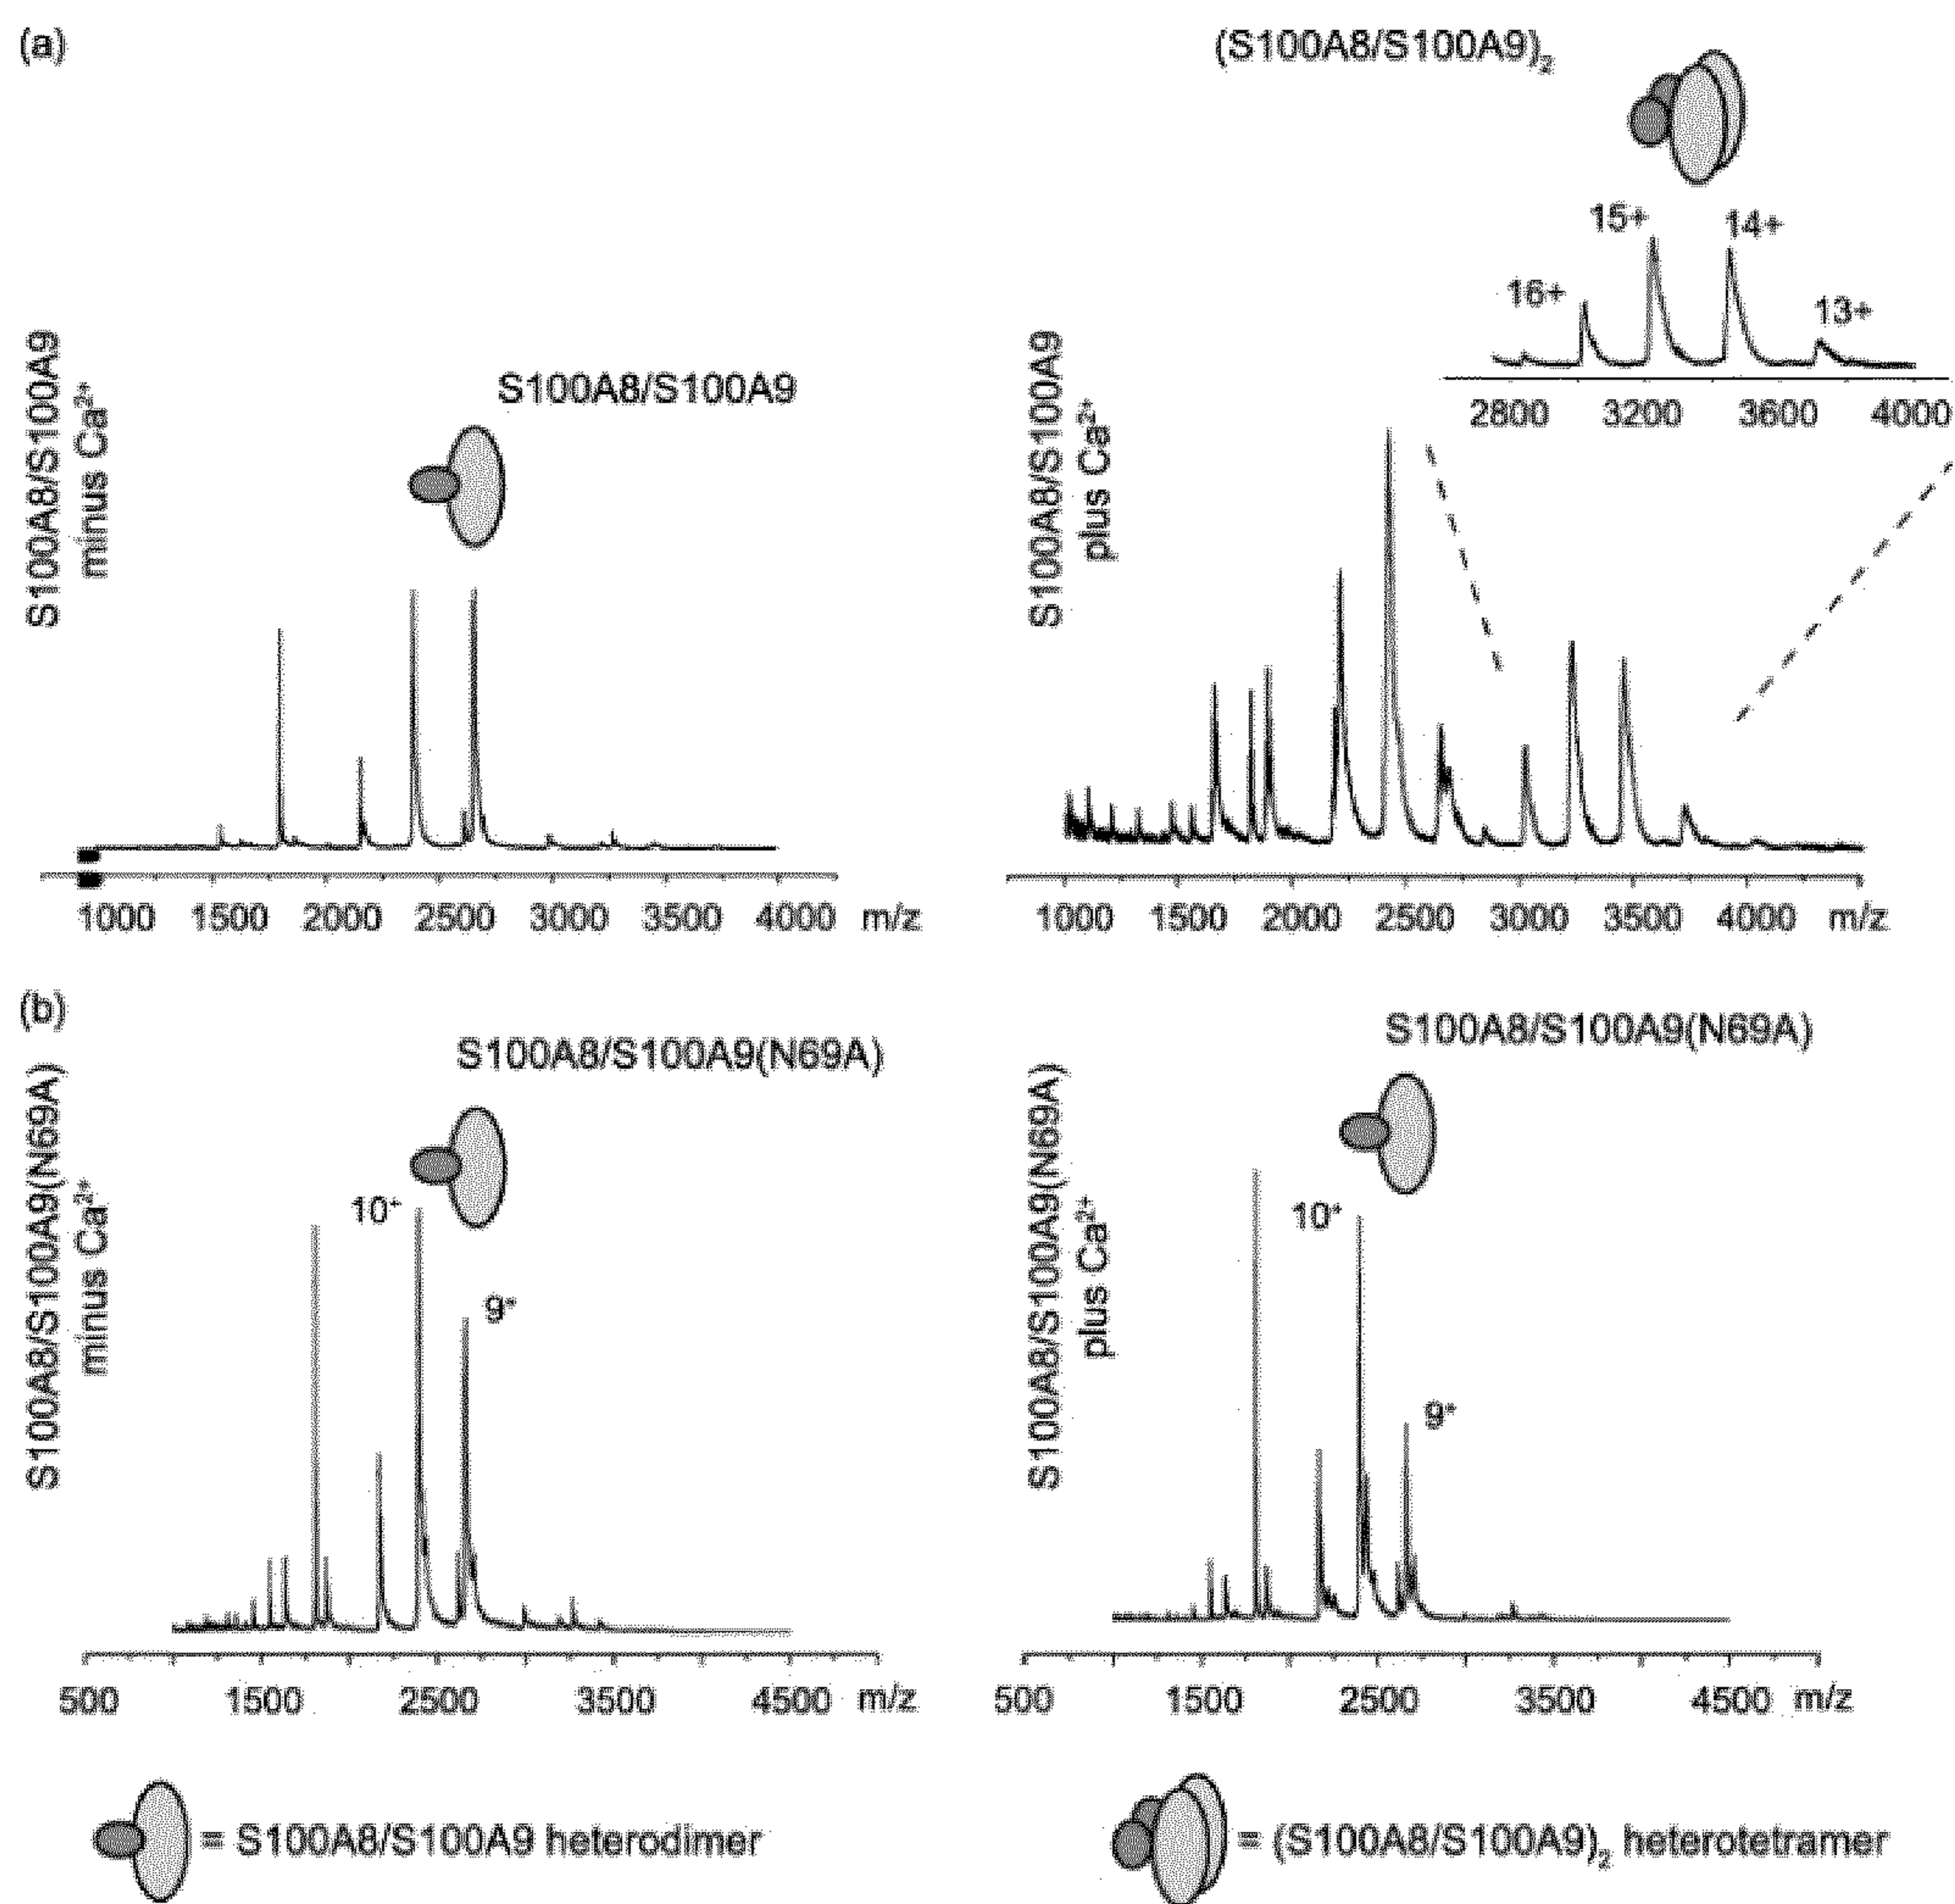 (a)
(S100A8/S100A9)₂
S100A8/S100A9
minus Ca²⁺
S100A8/S100A9
S100A8/S100A9
plus Ca²⁺
16+
15+
14+
13+
2800 3200 3600 4000
1000 1500 2000 2500 3000 3500 4000 m/z
1000 1500 2000 2500 3000 3500 4000 m/z
(b)
S100A8/S100A9(N69A)
minus Ca²⁺
S100A8/S100A9(N69A)
10⁺
9⁺
500 1500 2500 3500 4500 m/z
S100A8/S100A9(N69A)
plus Ca²⁺
S100A8/S100A9(N69A)
10⁺
9⁺
500 1500 2500 3500 4500 m/z
= S100A8/S100A9 heterodimer
= (S100A8/S100A9)₂ heterotetramer